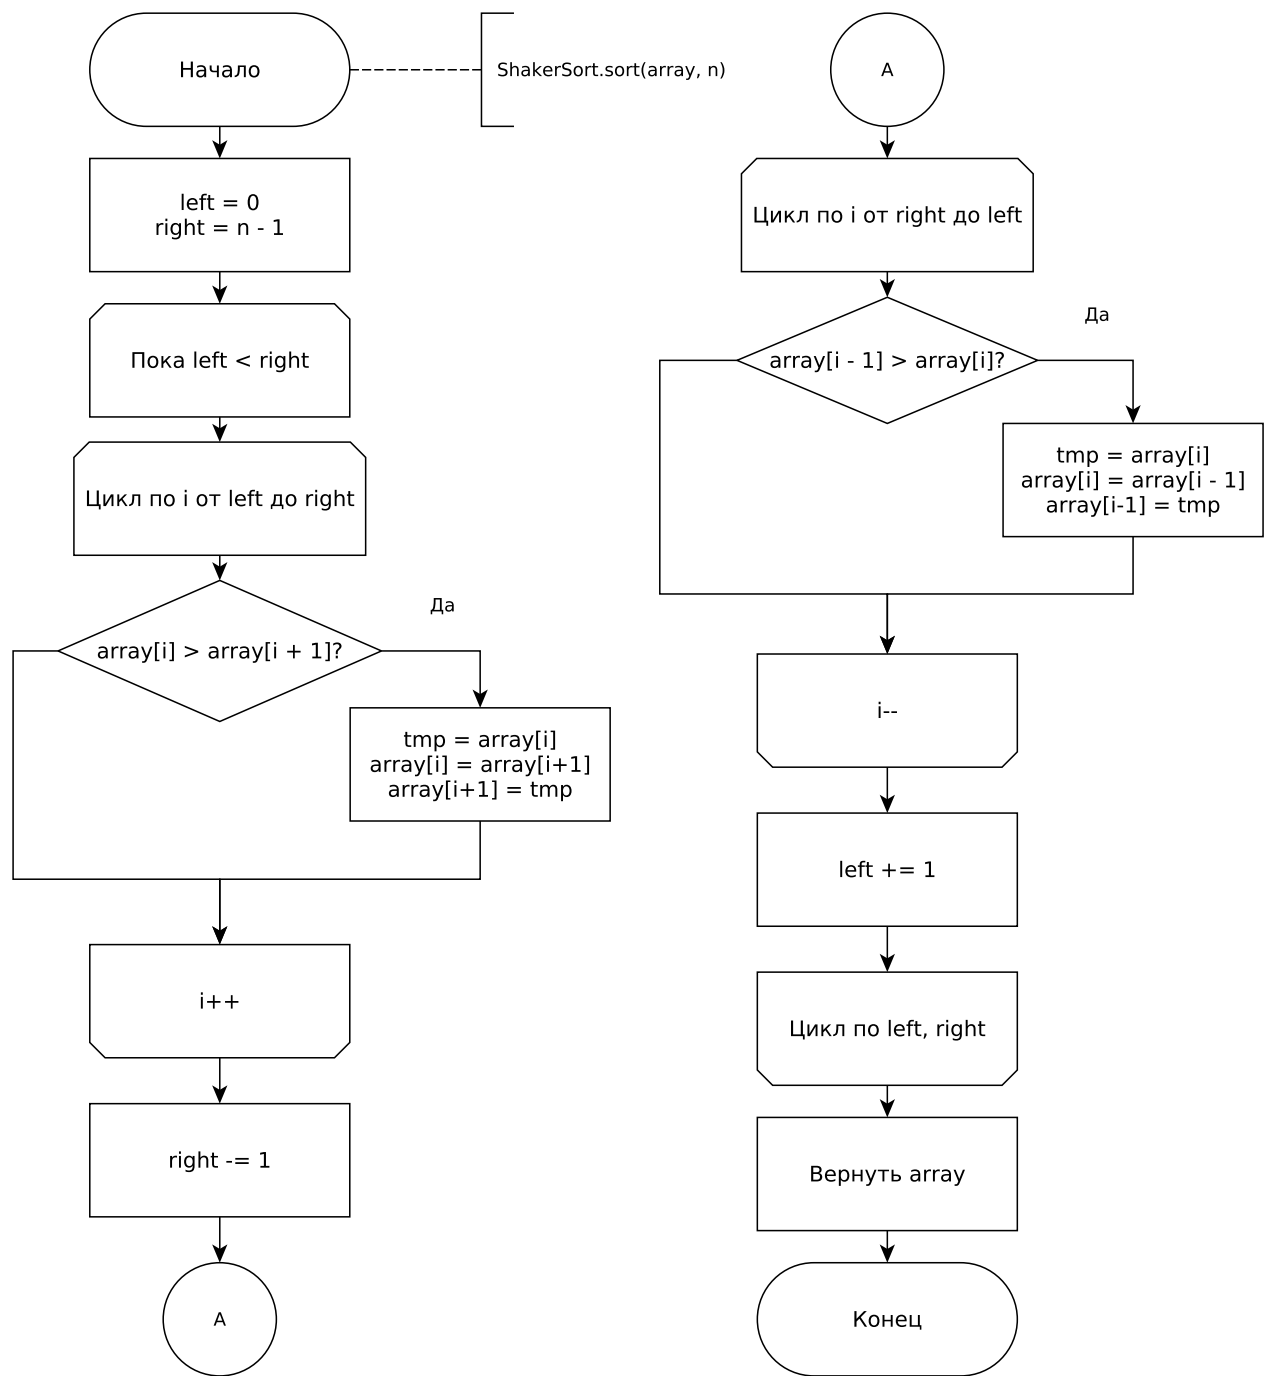 Начало
ShakerSort.sort(array, n)
left = 0
right = n - 1
Пока left < right
Цикл по i от left до right
array[i] > array[i + 1]?
Да
tmp = array[i]
array[i] = array[i+1]
array[i+1] = tmp
i++
right -= 1
A
A
Цикл по i от right до left
array[i - 1] > array[i]?
Да
tmp = array[i]
array[i] = array[i - 1]
array[i-1] = tmp
i--
left += 1
Цикл по left, right
Вернуть array
Конец